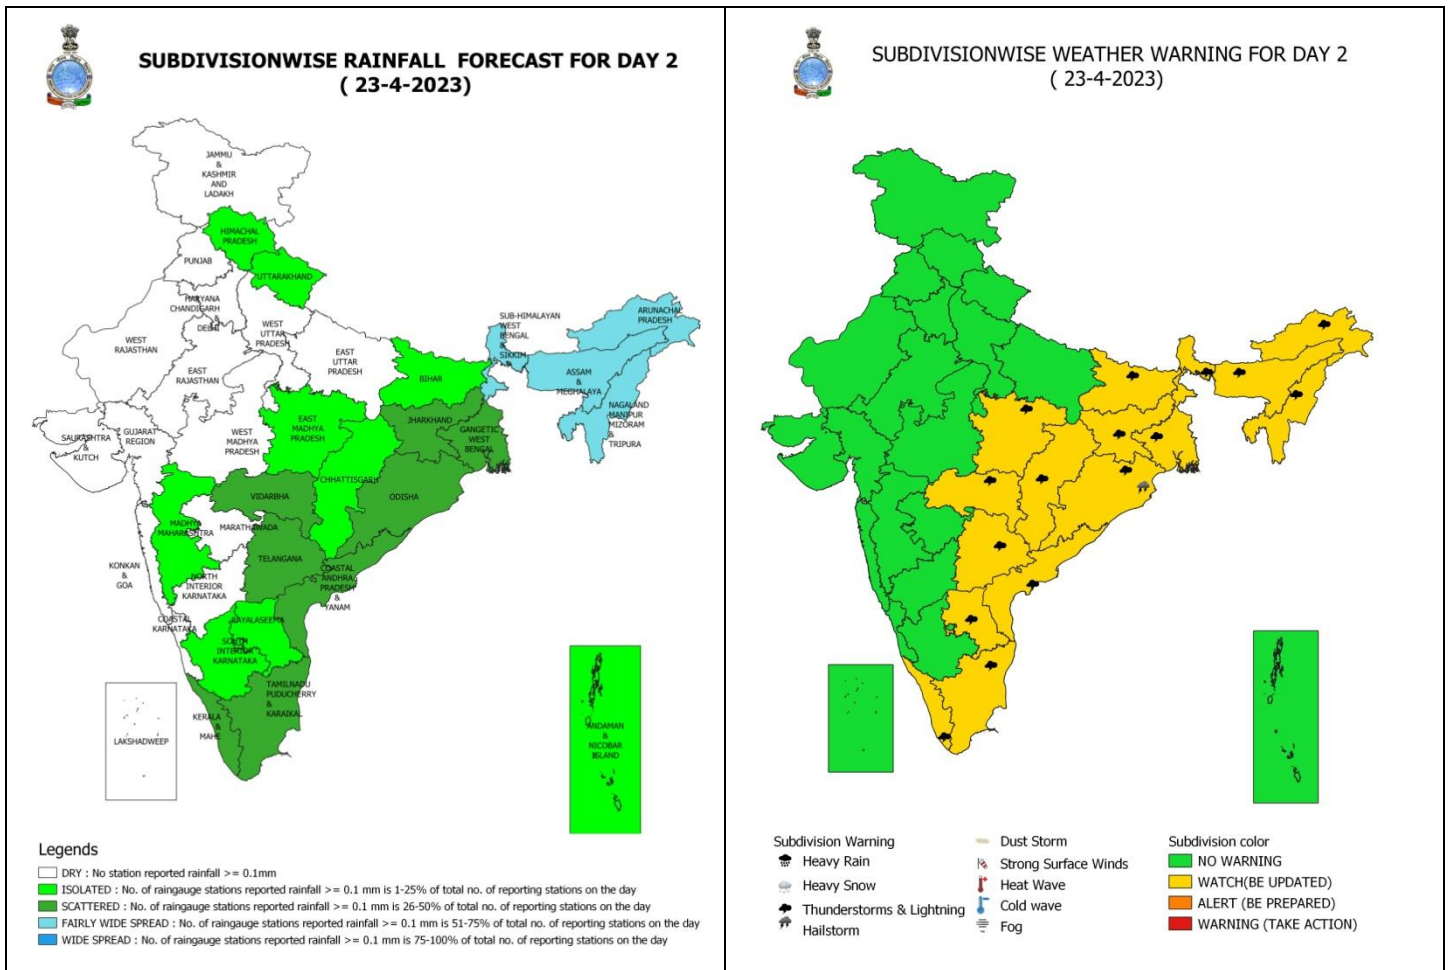 SUBDIVISIONWISE RAINFALL FORECAST FOR DAY 2
( 23-4-2023)
JAMMU
&
KASHMIR
AND
LADAKH
HIMACHAL
PRADESH
PUNJAB
UTTARAKHAND
HARYANA
CHANDIGARH
&
DELHI
WEST
RAJASTHAN
WEST
UTTAR
PRADESH
EAST
RAJASTHAN
EAST
UTTAR
PRADESH
SUB-HIMALAYAN
WEST
BENGAL
&
SIKKIM
ARUNACHAL
PRADESH
ASSAM
&
MEGHALAYA
NAGALAND
MANIPUR
MIZORAM
&
TRIPURA
BIHAR
JHARKHAND
GANGETIC
WEST
BENGAL
EAST
MADHYA
PRADESH
WEST
MADHYA
PRADESH
GUJARAT
REGION
SAURASHTRA
&
KUTCH
CHHATTISGARH
ODISHA
VIDARBHA
MADHYA
MAHARASHTRA
MARATHWADA
TELANGANA
KONKAN
&
GOA
NORTH
INTERIOR
KARNATAKA
COASTAL
ANDHRA
PRADESH
&
YANAM
COASTAL
KARNATAKA
RAYALASEEMA
SOUTH
INTERIOR
KARNATAKA
TAMILNADU
PUDUCHERRY
&
KARAIKAL
KERALA
&
MAHE
LAKSHADWEEP
ANDAMAN
&
NICOBAR
ISLAND
Legends
DRY : No station reported rainfall >= 0.1mm
ISOLATED : No. of raingauge stations reported rainfall >= 0.1 mm is 1-25% of total no. of reporting stations on the day
SCATTERED : No. of raingauge stations reported rainfall >= 0.1 mm is 26-50% of total no. of reporting stations on the day
FAIRLY WIDE SPREAD : No. of raingauge stations reported rainfall >= 0.1 mm is 51-75% of total no. of reporting stations on the day
WIDE SPREAD : No. of raingauge stations reported rainfall >= 0.1 mm is 75-100% of total no. of reporting stations on the day
SUBDIVISIONWISE WEATHER WARNING FOR DAY 2
( 23-4-2023)
Subdivision Warning
Heavy Rain
Heavy Snow
Thunderstorms & Lightning
Hailstorm
Dust Storm
Strong Surface Winds
Heat Wave
Cold wave
Fog
Subdivision color
NO WARNING
WATCH(BE UPDATED)
ALERT (BE PREPARED)
WARNING (TAKE ACTION)